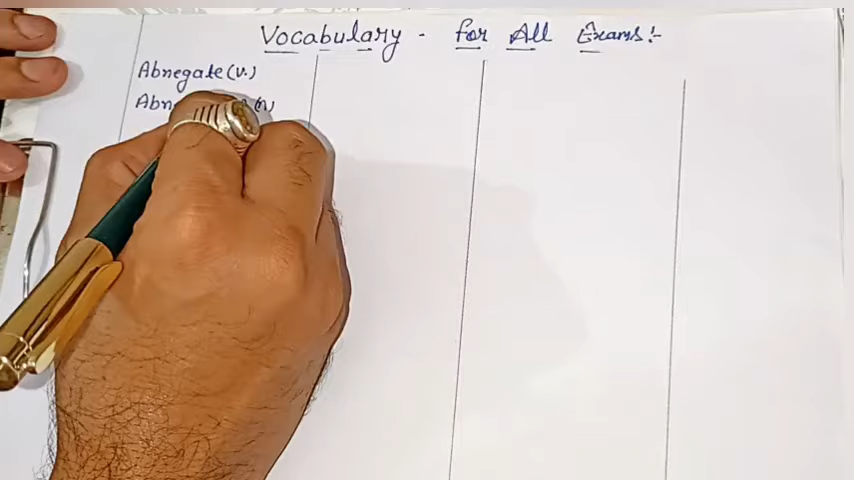 Vocabulary - for All Exams!-
Abnegate (v.)
(n)